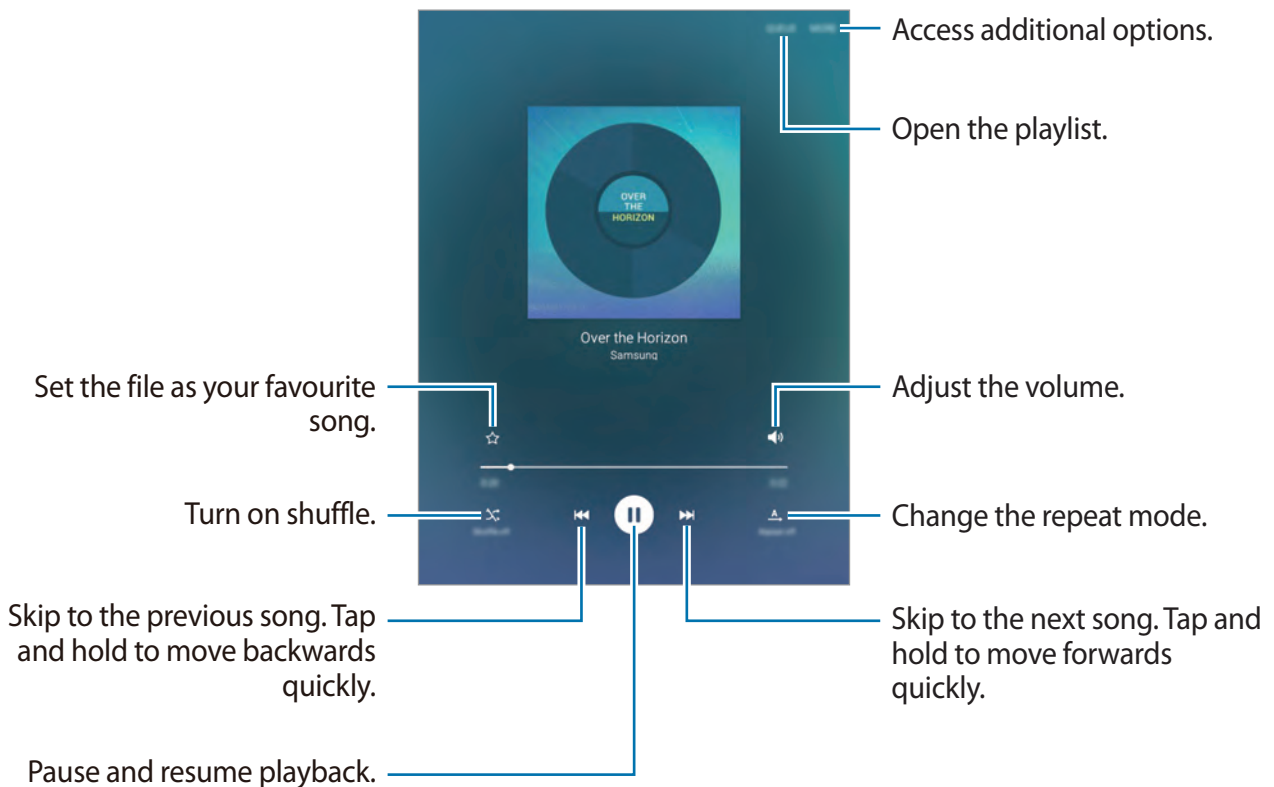 Access additional options.
Open the playlist.
OVER
THE
HORIZON
Over the Horizon
Samsung
Set the file as your favourite
song.
Adjust the volume.
Turn on shuffle.
Change the repeat mode.
Skip to the previous song. Tap
and hold to move backwards
quickly.
Skip to the next song. Tap and
hold to move forwards
quickly.
Pause and resume playback.